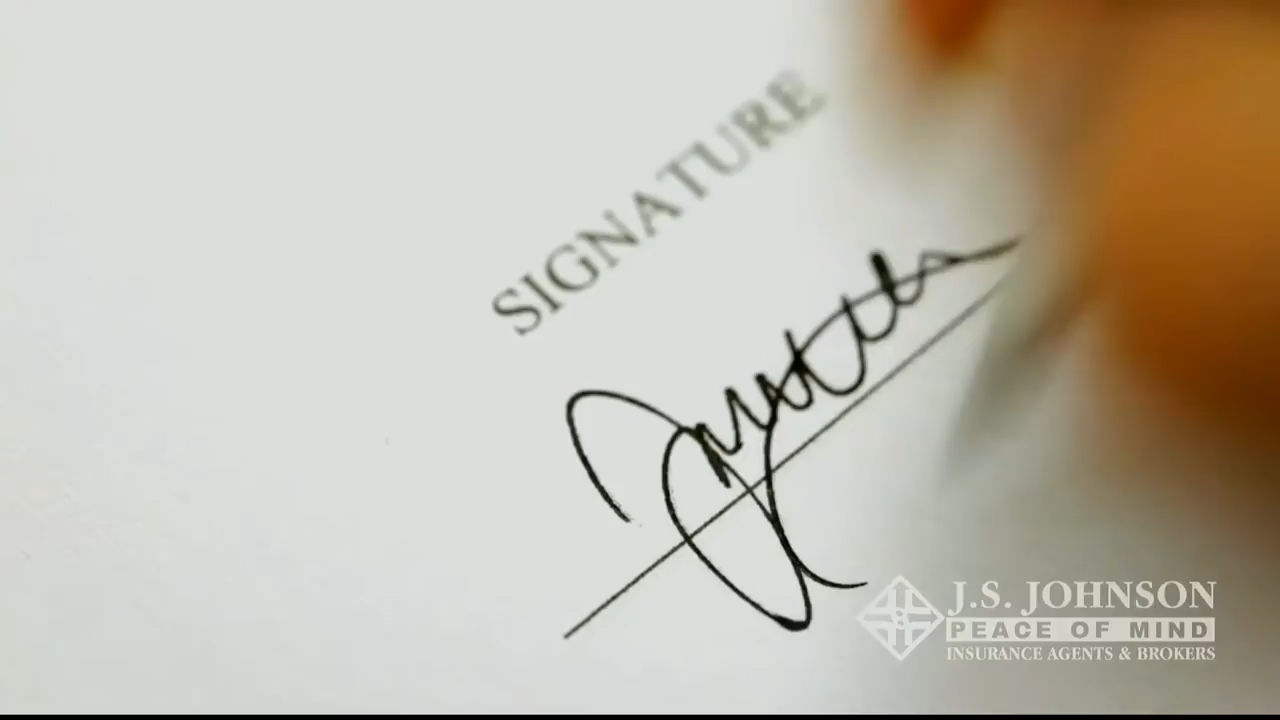 SIGNATURE
J.S. JOHNSON
PEACE OF MIND
INSURANCE AGENTS & BROKERS